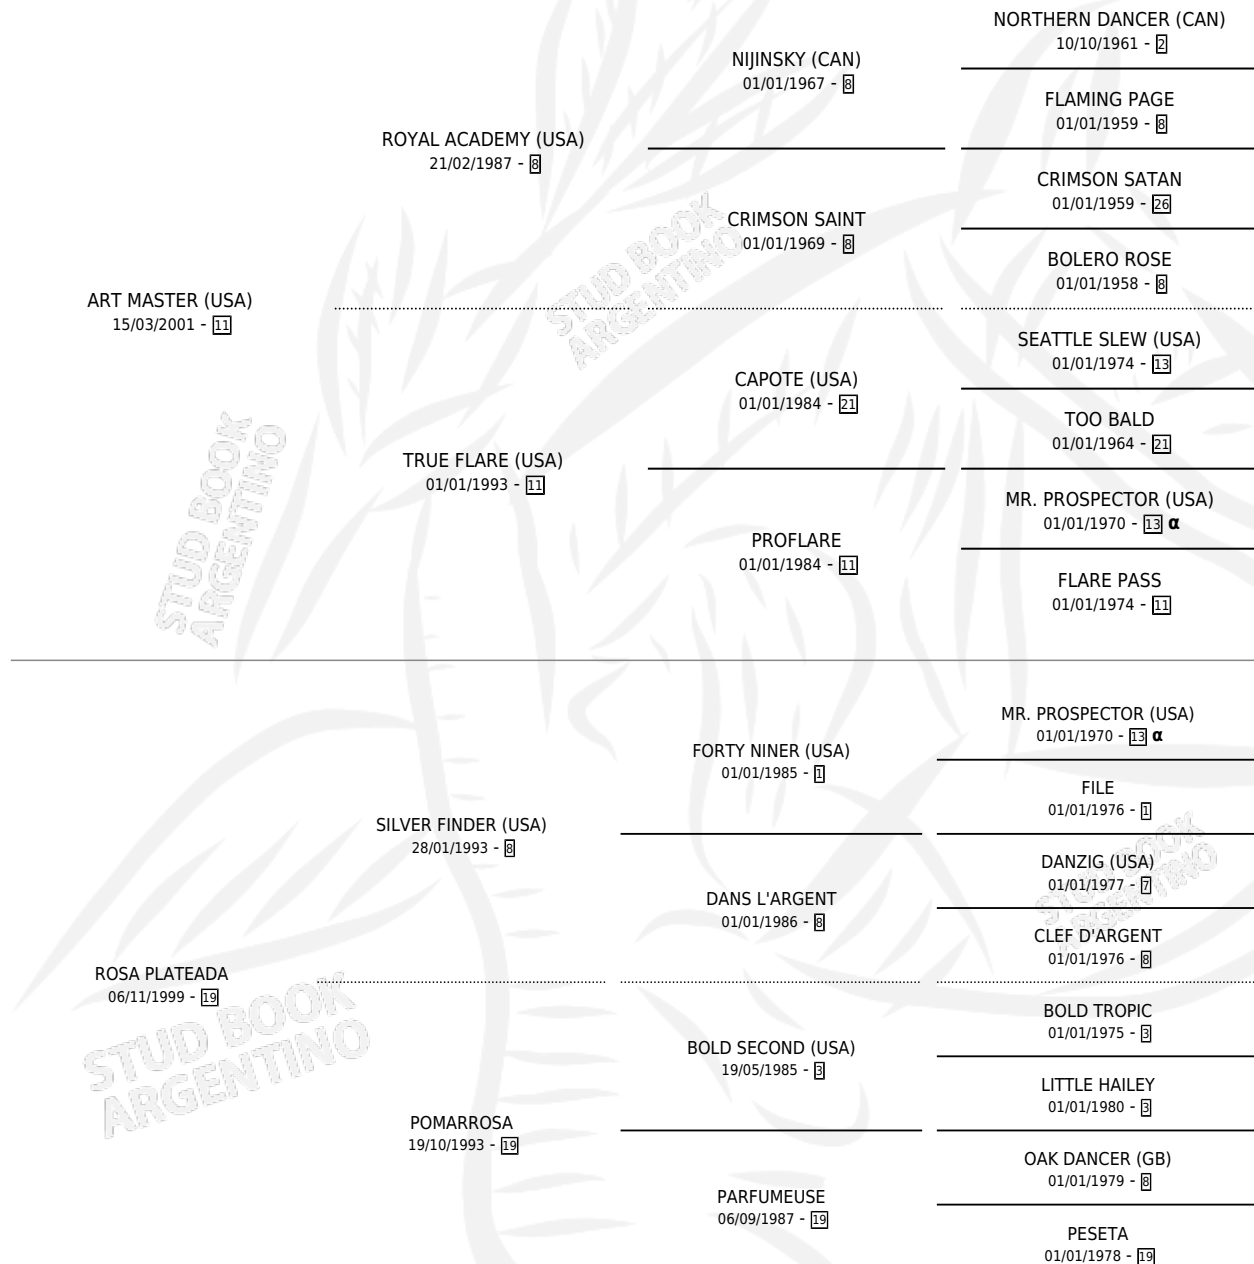 NORTHERN DANCER (CAN)
10/10/1961 - 2
NIJINSKY (CAN)
01/01/1967 - 8
FLAMING PAGE
01/01/1959 - 8
ROYAL ACADEMY (USA)
21/02/1987 - 8
CRIMSON SATAN
01/01/1959 - 26
CRIMSON SAINT
01/01/1969 - 8
BOLERO ROSE
01/01/1958 - 8
ART MASTER (USA)
15/03/2001 - 11
SEATTLE SLEW (USA)
01/01/1974 - 13
CAPOTE (USA)
01/01/1984 - 21
TOO BALD
01/01/1964 - 21
TRUE FLARE (USA)
01/01/1993 - 11
MR. PROSPECTOR (USA)
01/01/1970 - 13 α
PROFLARE
01/01/1984 - 11
FLARE PASS
01/01/1974 - 11
MR. PROSPECTOR (USA)
01/01/1970 - 13 α
FORTY NINER (USA)
01/01/1985 - 1
FILE
01/01/1976 - 1
SILVER FINDER (USA)
28/01/1993 - 8
DANZIG (USA)
01/01/1977 - 7
DANS L'ARGENT
01/01/1986 - 8
CLEF D'ARGENT
01/01/1976 - 8
ROSA PLATEADA
06/11/1999 - 19
BOLD TROPIC
01/01/1975 - 3
BOLD SECOND (USA)
19/05/1985 - 3
LITTLE HAILEY
01/01/1980 - 3
POMARROSA
19/10/1993 - 19
OAK DANCER (GB)
01/01/1979 - 8
PARFUMEUSE
06/09/1987 - 19
PESETA
01/01/1978 - 19
STUD BOOK
ARGENTINO
STUD BOOK
ARGENTINO
STUD BOOK
ARGENTINO
STUD BOOK
ARGENTINO